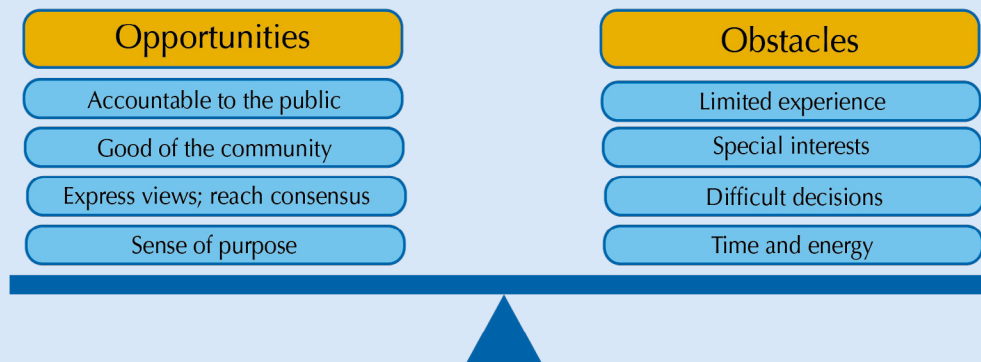 Opportunities
Accountable to the public
Good of the community
Express views; reach consensus
Sense of purpose
Obstacles
Limited experience
Special interests
Difficult decisions
Time and energy